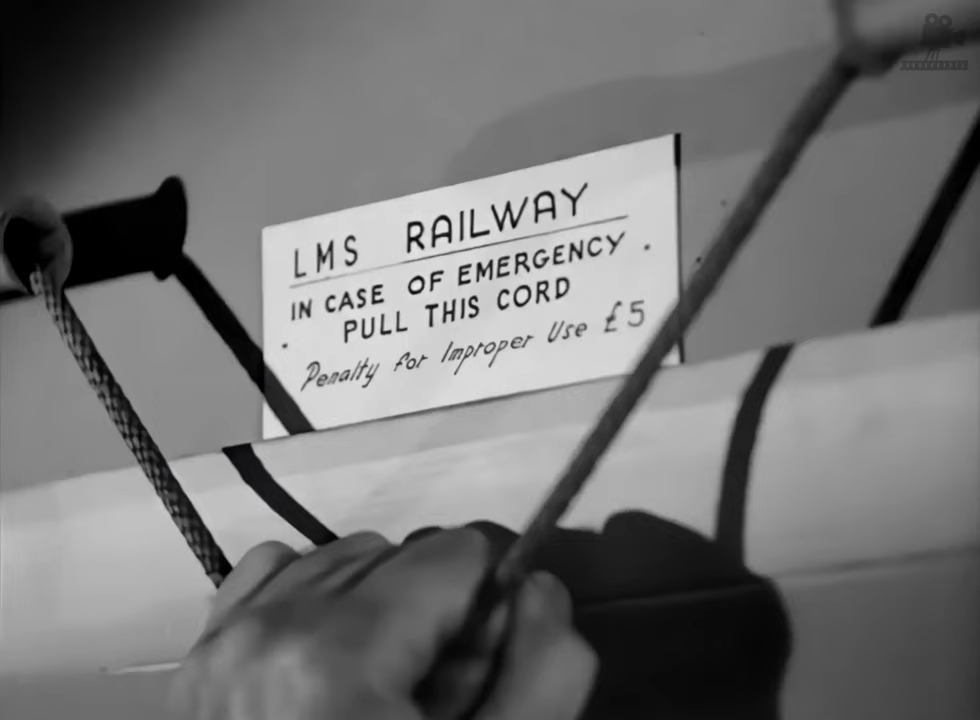 LMS RAILWAY
IN CASE OF EMERGENCY .
. PULL THIS CORD
Penalty for Improper Use £5